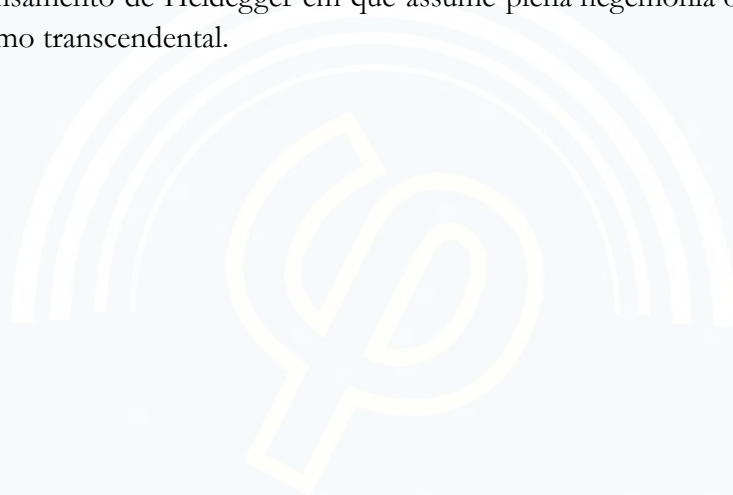 nsamento de Heidegger em que assume plena hegemonia o
mo transcendental.